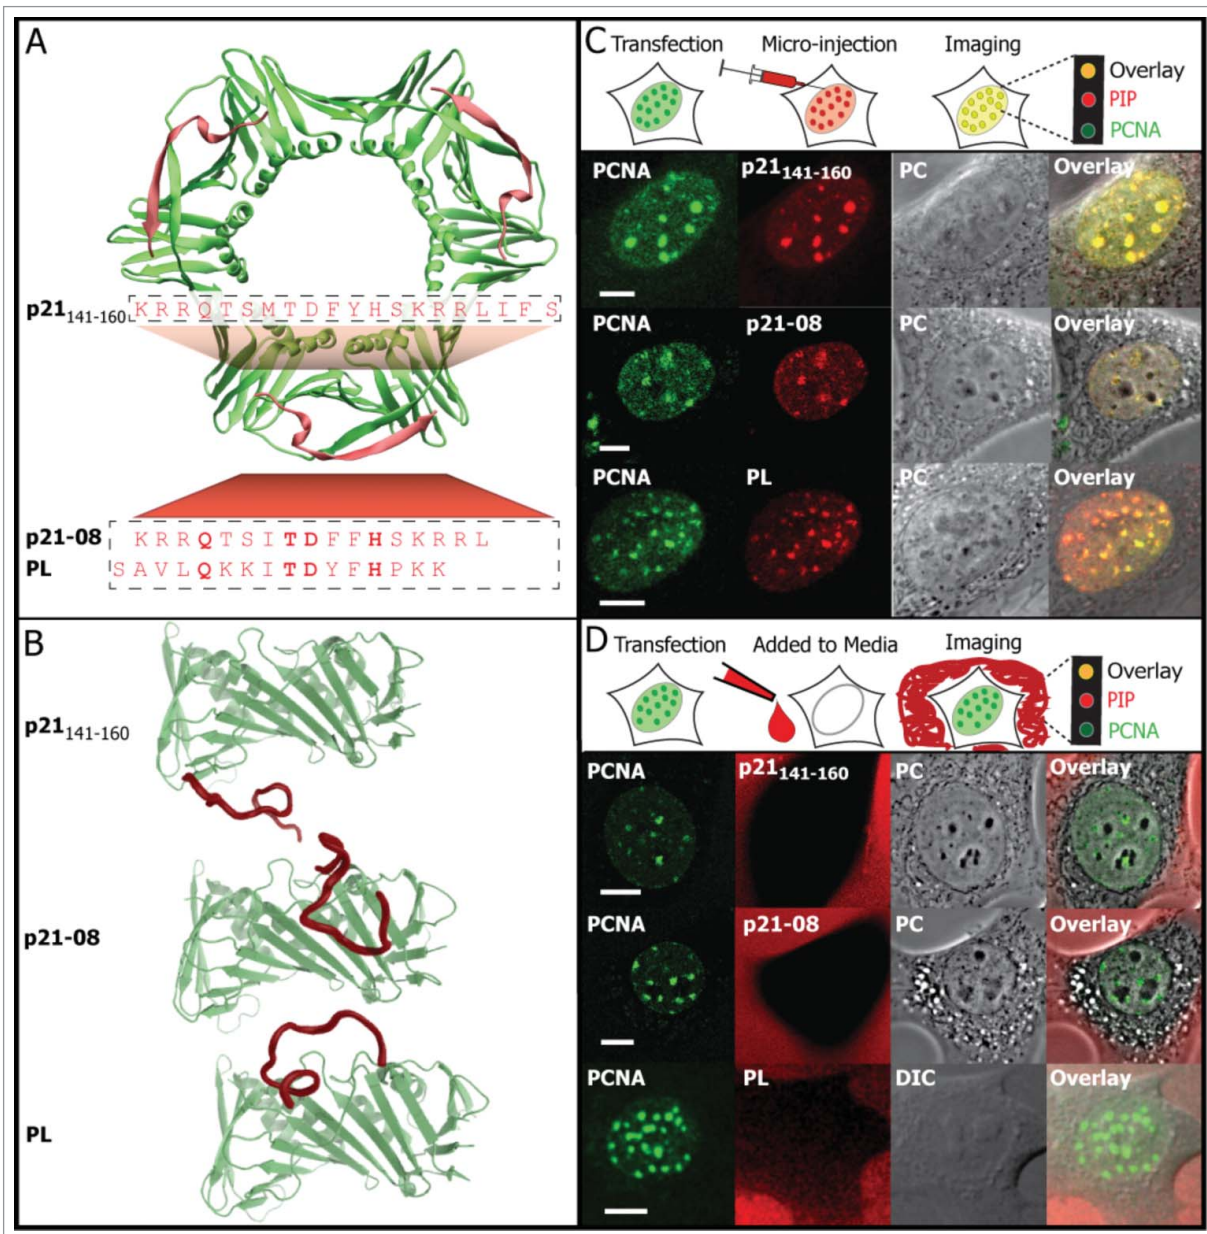 A
p21141-160 KRRQTSMTDFYHSKRRLIFS
p21-08 KRRQTSITDFFHSKRRL
PL SAVLQKKITDYFHPKK
B
p21141-160
p21-08
PL
C
Transfection Micro-injection Imaging
Overlay
PIP
PCNA
PCNA p21141-160 PC Overlay
PCNA p21-08 PC Overlay
PCNA PL PC Overlay
D
Transfection Added to Media Imaging
Overlay
PIP
PCNA
PCNA p21141-160 PC Overlay
PCNA p21-08 PC Overlay
PCNA PL DIC Overlay